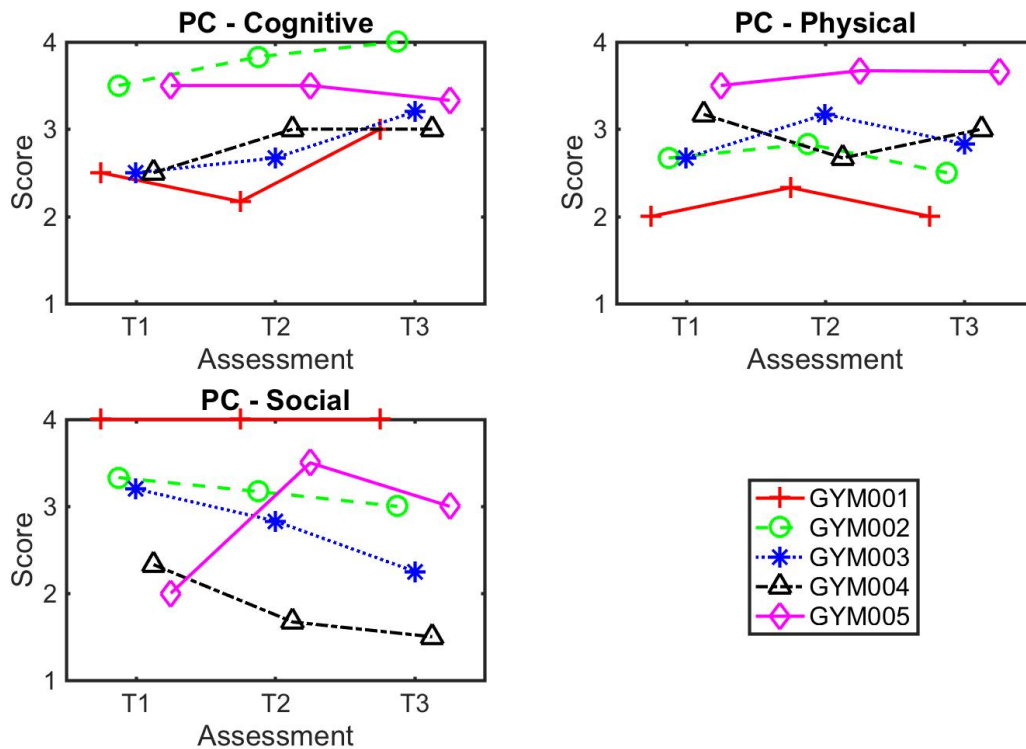 PC - Cognitive
4
3
2
1
Score
T1 T2 T3
Assessment
PC - Physical
4
3
2
1
Score
T1 T2 T3
Assessment
PC - Social
4
3
2
1
Score
T1 T2 T3
Assessment
GYM001
GYM002
GYM003
GYM004
GYM005